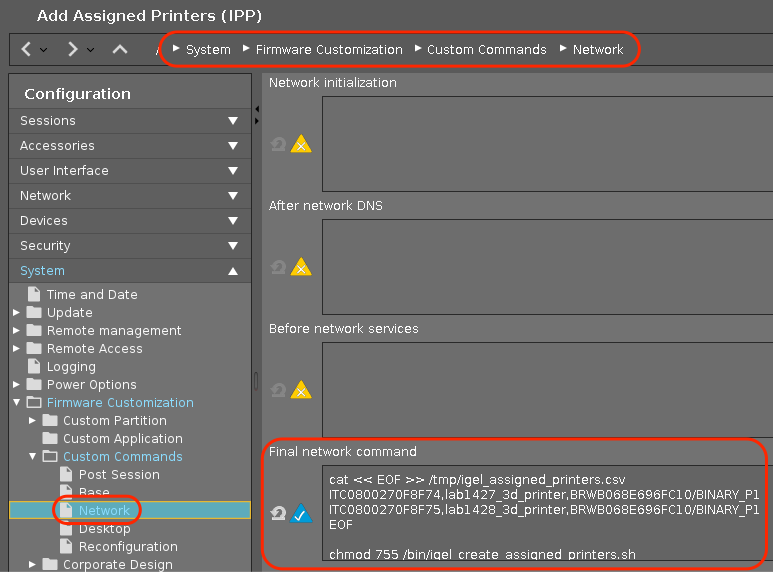 Add Assigned Printers (IPP)
System Firmware Customization Custom Commands Network
Configuration
Sessions
Accessories
User Interface
Network
Devices
Security
System
Time and Date
Update
Remote management
Remote Access
Logging
Power Options
Firmware Customization
Custom Partition
Custom Application
Custom Commands
Post Session
Base
Network
Desktop
Reconfiguration
Corporate Design
Network initialization
After network DNS
Before network services
Final network command
cat << EOF >> /tmp/igel_assigned_printers.csv
ITC0800270F8F74,lab1427_3d_printer,BRWB068E696FC10/BINARY_P1
ITC0800270F8F75,lab1428_3d_printer,BRWB068E696FC10/BINARY_P1
EOF
chmod 755 /bin/igel_create_assigned_printers.sh